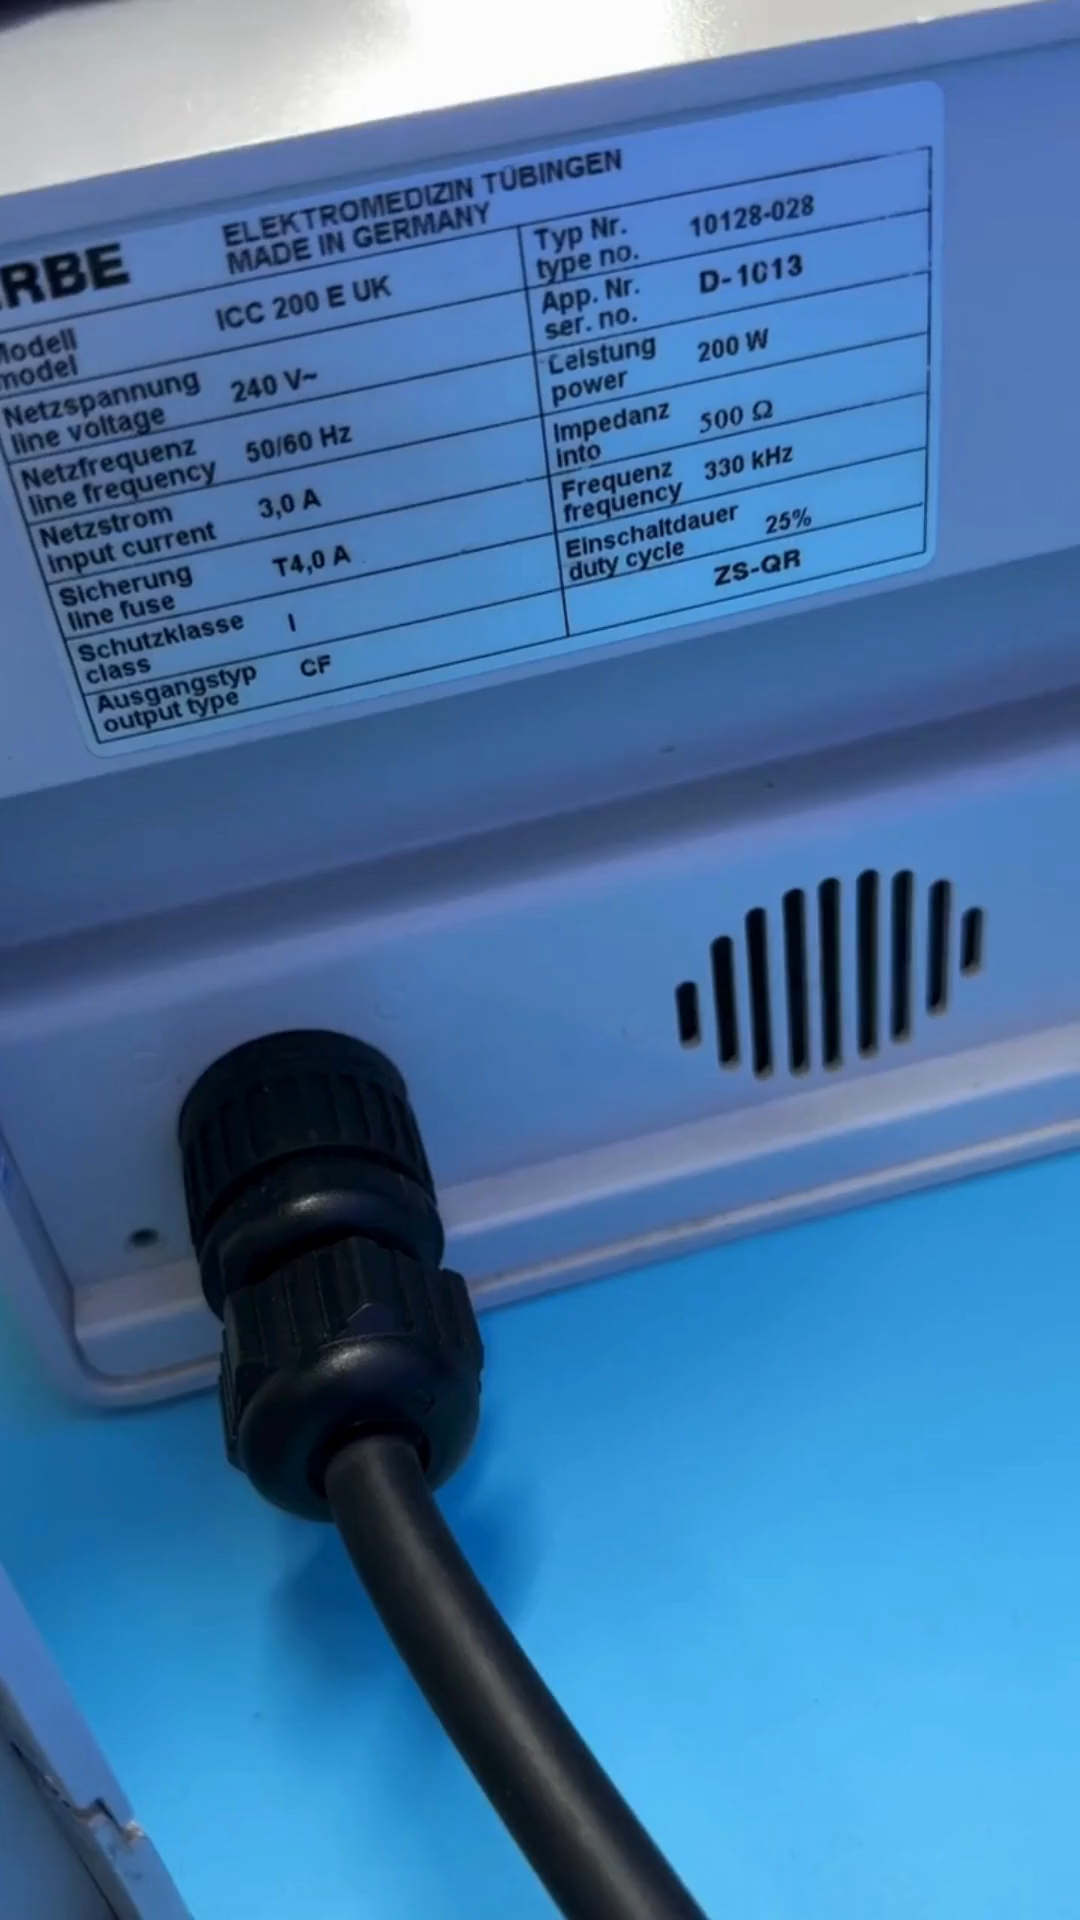 RBE
ELEKTROMEDIZIN TÜBINGEN
MADE IN GERMANY
Modell
model
ICC 200 E UK
Netzspannung
line voltage
240 V~
Netzfrequenz
line frequency
50/60 Hz
Netzstrom
input current
3,0 A
Sicherung
line fuse
T4,0 A
Schutzklasse
class
I
Ausgangstyp
output type
CF
Typ Nr.
type no.
10128-028
App. Nr.
ser. no.
D-1013
Leistung
power
200 W
Impedanz
into
500 Ω
Frequenz
frequency
330 kHz
Einschaltdauer
duty cycle
25%
ZS-QR